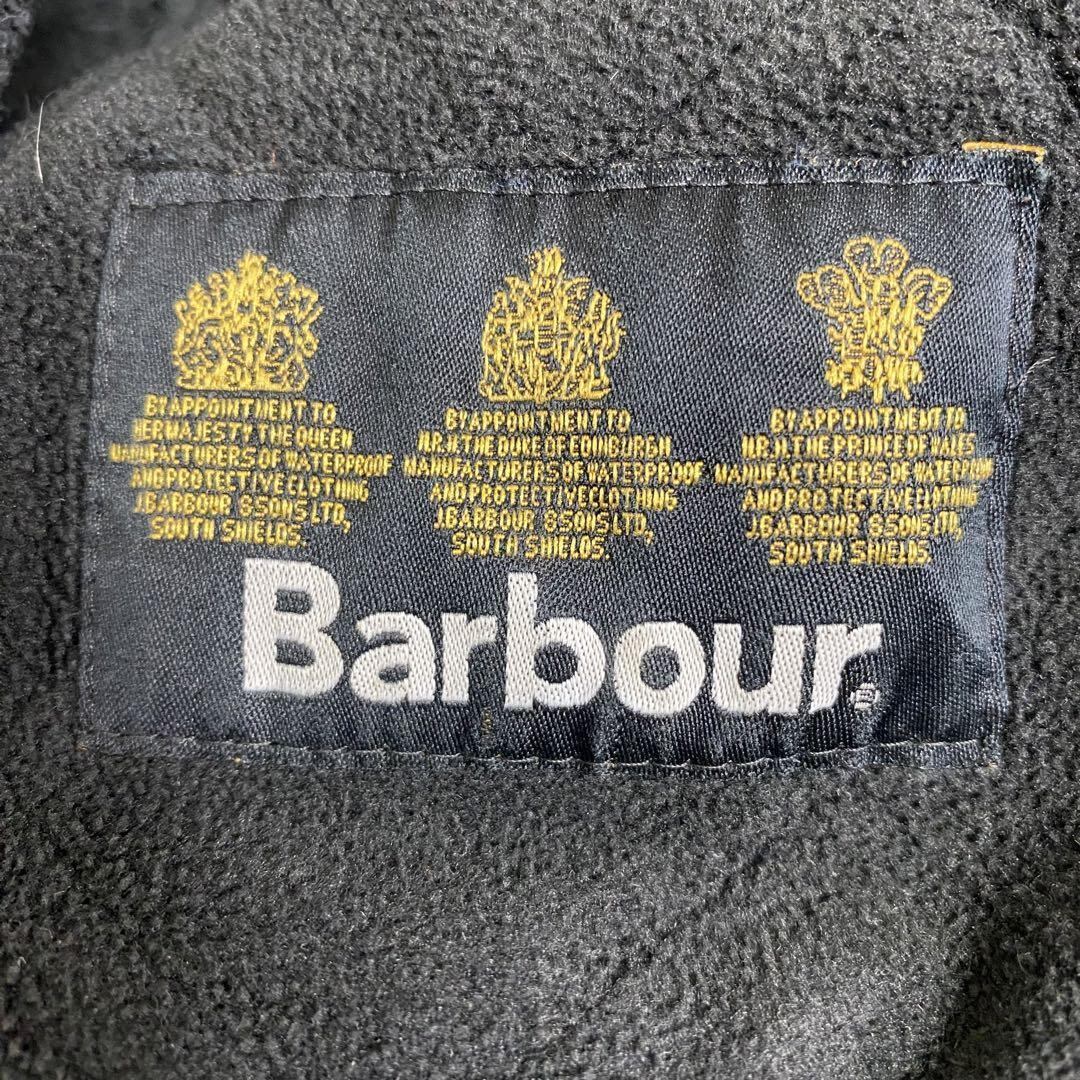 BY APPOINTMENT TO
HER MAJESTY THE QUEEN
MANUFACTURERS OF WATERPROOF
AND PROTECTIVE CLOTHING
J.BARBOUR & SONS LTD,
SOUTH SHIELDS.
BY APPOINTMENT TO
H.R.H. THE DUKE OF EDINBURGH
MANUFACTURERS OF WATERPROOF
AND PROTECTIVE CLOTHING
J.BARBOUR & SONS LTD,
SOUTH SHIELDS.
BY APPOINTMENT TO
H.R.H. THE PRINCE OF WALES
MANUFACTURERS OF WATERPROOF
AND PROTECTIVE CLOTHING
J.BARBOUR & SONS LTD,
SOUTH SHIELDS.
Barbour®